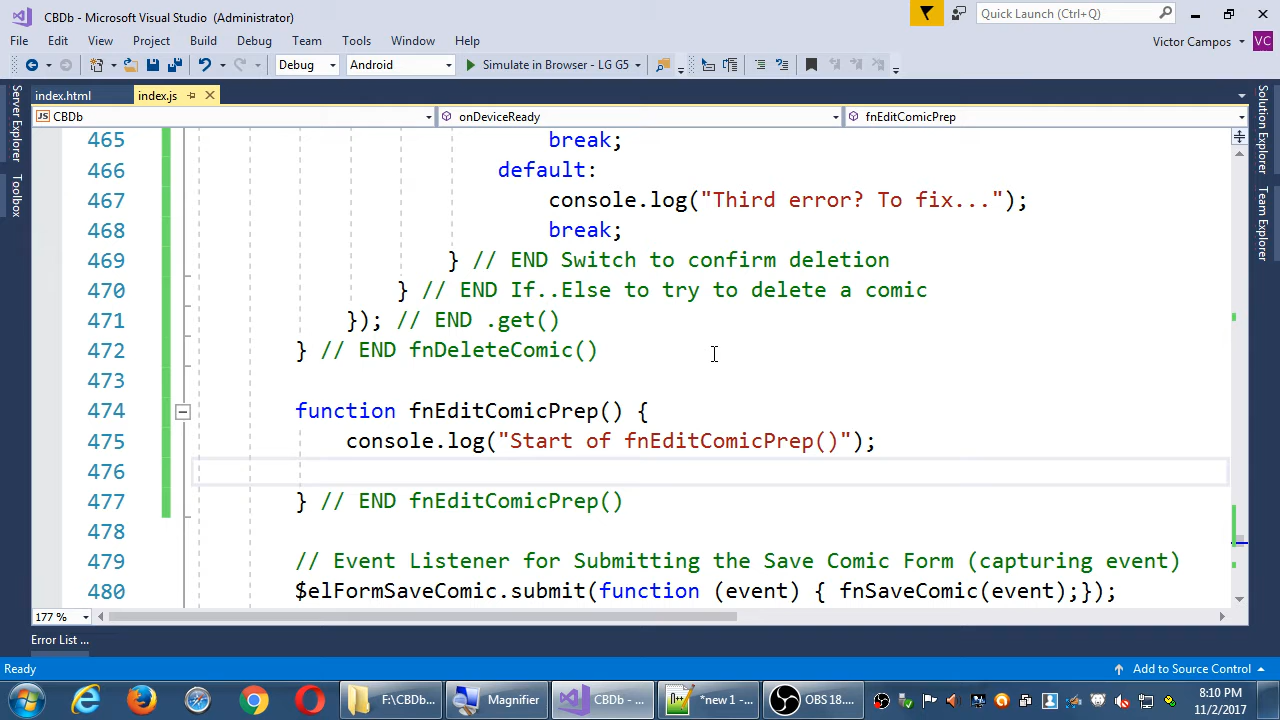 CBDb - Microsoft Visual Studio (Administrator)
Quick Launch (Ctrl+Q)
File Edit View Project Build Debug Team Tools Window Help
Victor Campos VC
Debug Android Simulate in Browser - LG G5
index.html index.js
CBDb onDeviceReady fnEditComicPrep
Server Explorer
Toolbox
Solution Explorer
Team Explorer
465 break;
466 default:
467 console.log("Third error? To fix...");
468 break;
469 } // END Switch to confirm deletion
470 } // END If..Else to try to delete a comic
471 }); // END .get()
472 } // END fnDeleteComic()
473
474 function fnEditComicPrep() {
475 console.log("Start of fnEditComicPrep()");
476
477 } // END fnEditComicPrep()
478
479 // Event Listener for Submitting the Save Comic Form (capturing event)
480 $elFormSaveComic.submit(function (event) { fnSaveComic(event);});
177 %
Error List ...
Ready
Add to Source Control
F:\CBDb... Magnifier CBDb - ... *new 1 -... OBS 18....
8:10 PM
11/2/2017